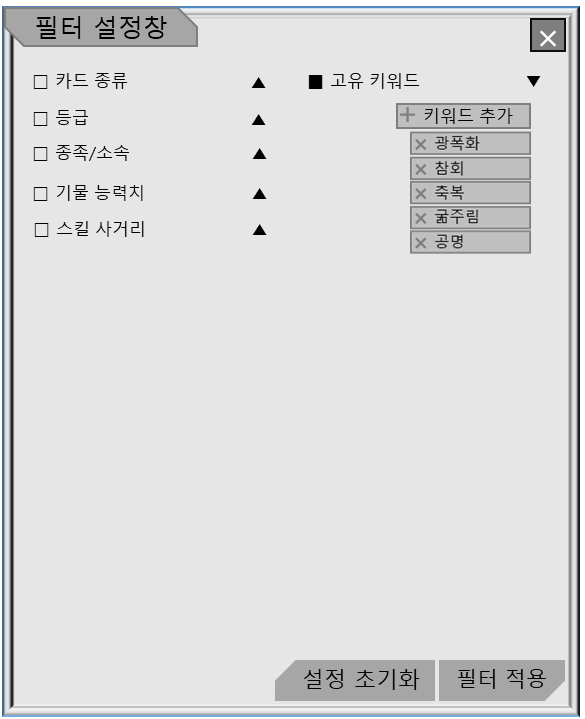 필터 설정창
카드 종류
등급
종족/소속
기물 능력치
스킬 사거리
고유 키워드
키워드 추가
광폭화
참회
축복
굶주림
공명
설정 초기화
필터 적용